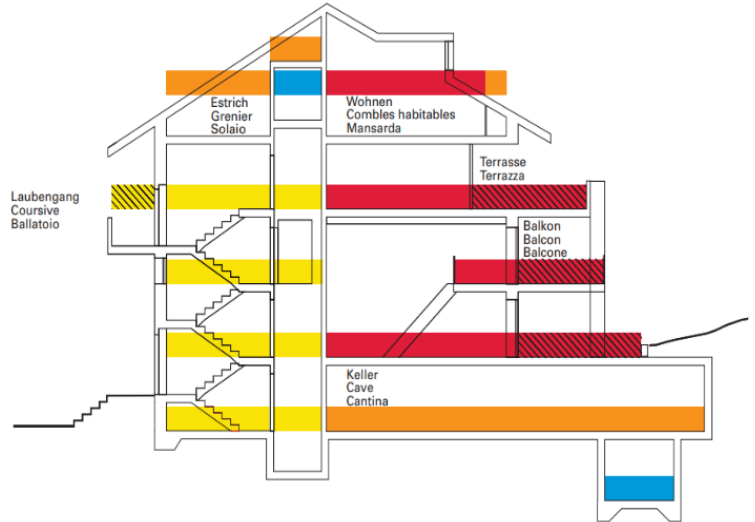 Estrich
Grenier
Solaio
Wohnen
Combles habitables
Mansarda
Terrasse
Terrazza
Laubengang
Coursive
Ballatoio
Balkon
Balcon
Balcone
Keller
Cave
Cantina